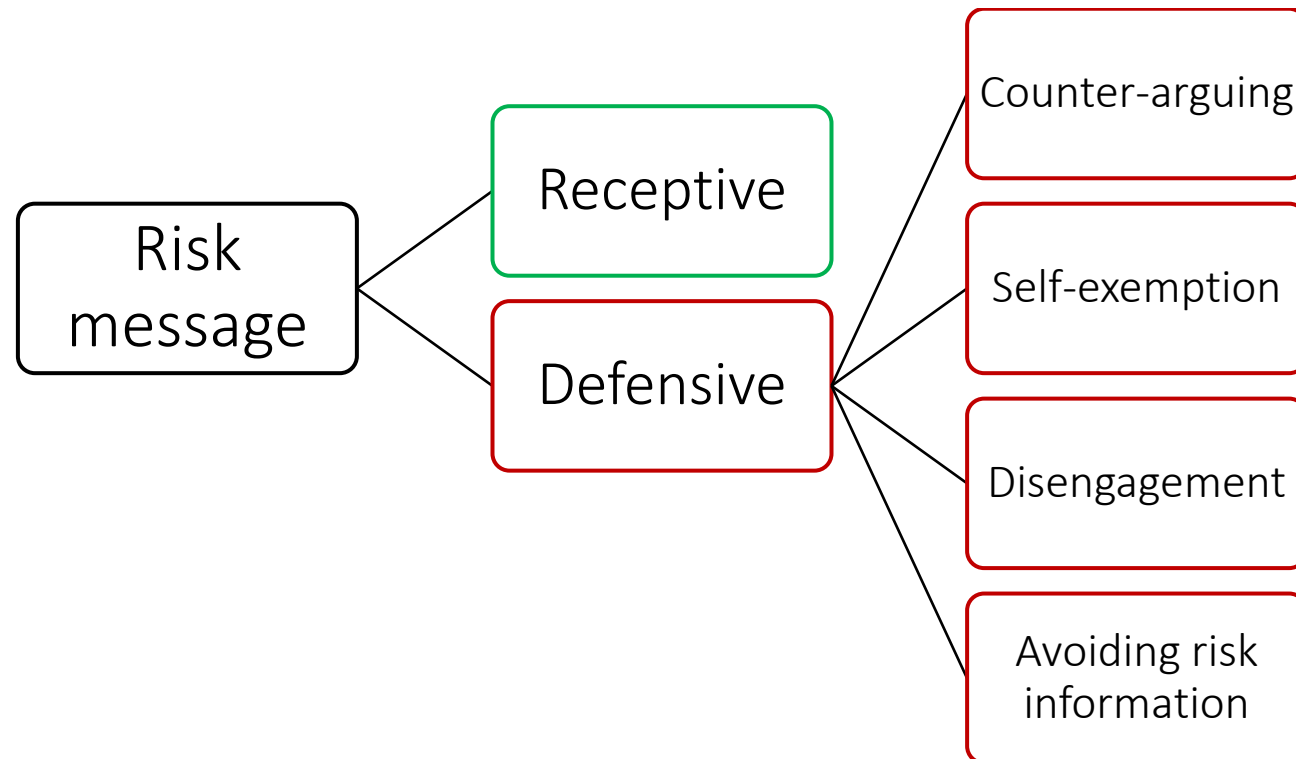 Risk
message
Receptive
Defensive
Counter-arguing
Self-exemption
Disengagement
Avoiding risk
information